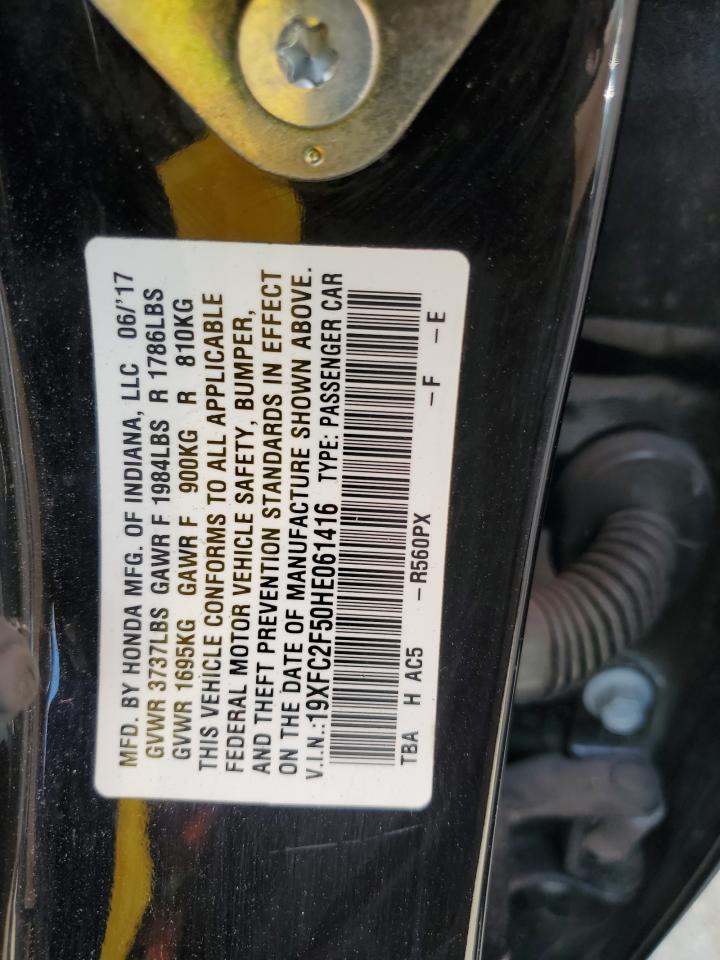 MFD. BY HONDA MFG. OF INDIANA, LLC 06/'17
GVWR 3737LBS GAWR F 1984LBS R 1786LBS
GVWR 1695KG GAWR F 900KG R 810KG
THIS VEHICLE CONFORMS TO ALL APPLICABLE
FEDERAL MOTOR VEHICLE SAFETY, BUMPER,
AND THEFT PREVENTION STANDARDS IN EFFECT
ON THE DATE OF MANUFACTURE SHOWN ABOVE.
V.I.N.:19XFC2F50HE061416 TYPE: PASSENGER CAR
TBA H AC5 -R560PX -F -E